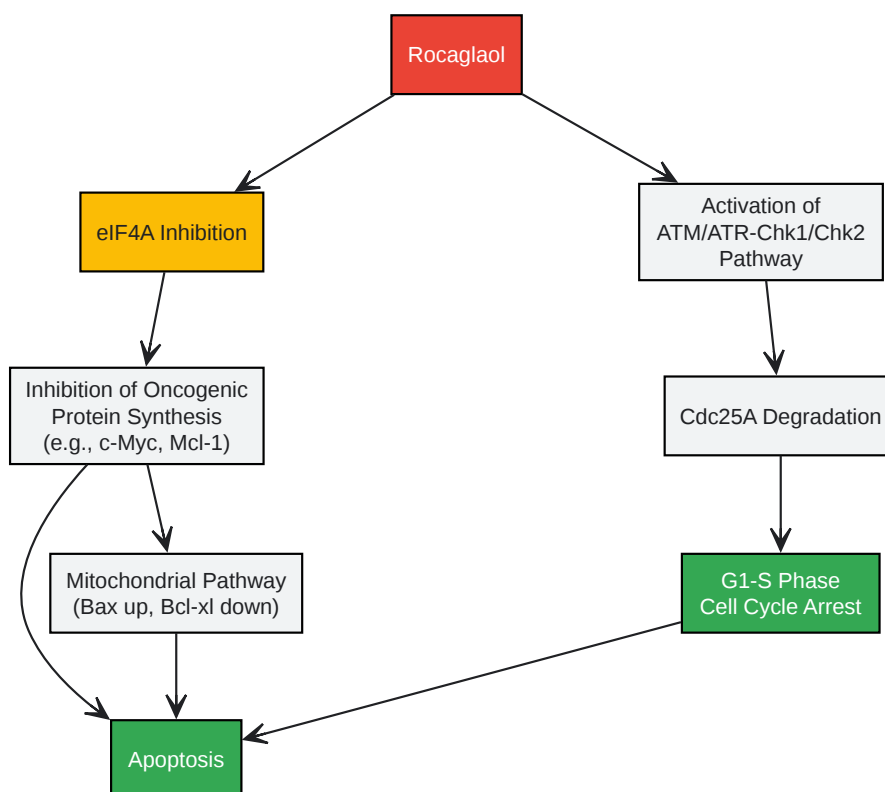 Rocaglaol
eIF4A Inhibition
Activation of
ATM/ATR-Chk1/Chk2
Pathway
Inhibition of Oncogenic
Protein Synthesis
(e.g., c-Myc, Mcl-1)
Cdc25A Degradation
Mitochondrial Pathway
(Bax up, Bcl-xl down)
G1-S Phase
Cell Cycle Arrest
Apoptosis